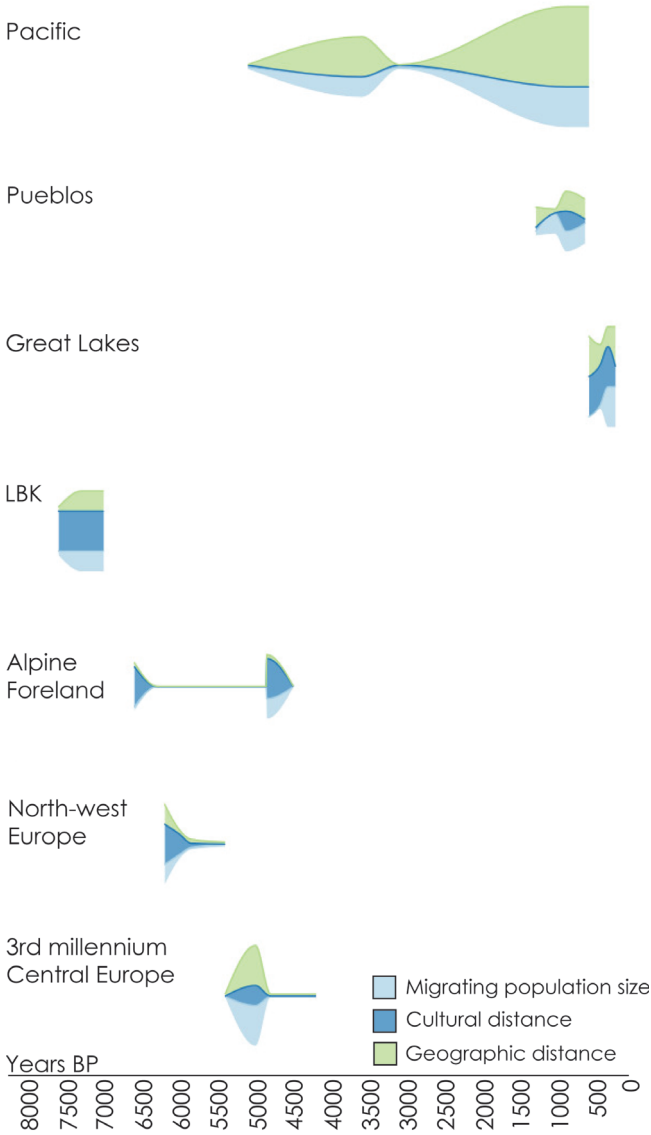 Pacific
Pueblos
Great Lakes
LBK
Alpine
Foreland
North-west
Europe
3rd millennium
Central Europe
Migrating population size
Cultural distance
Geographic distance
Years BP
8000
7500
7000
6500
6000
5500
5000
4500
4000
3500
3000
2500
2000
1500
1000
500
0